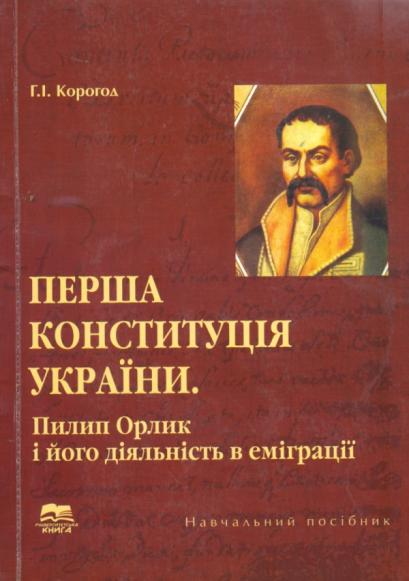 Г.І. Корогод
ПЕРША
КОНСТИТУЦІЯ
УКРАЇНИ.
Пилип Орлик
і його діяльність в еміграції
УНІВЕРСИТЕТСЬКА
КНИГА
Навчальний посібник